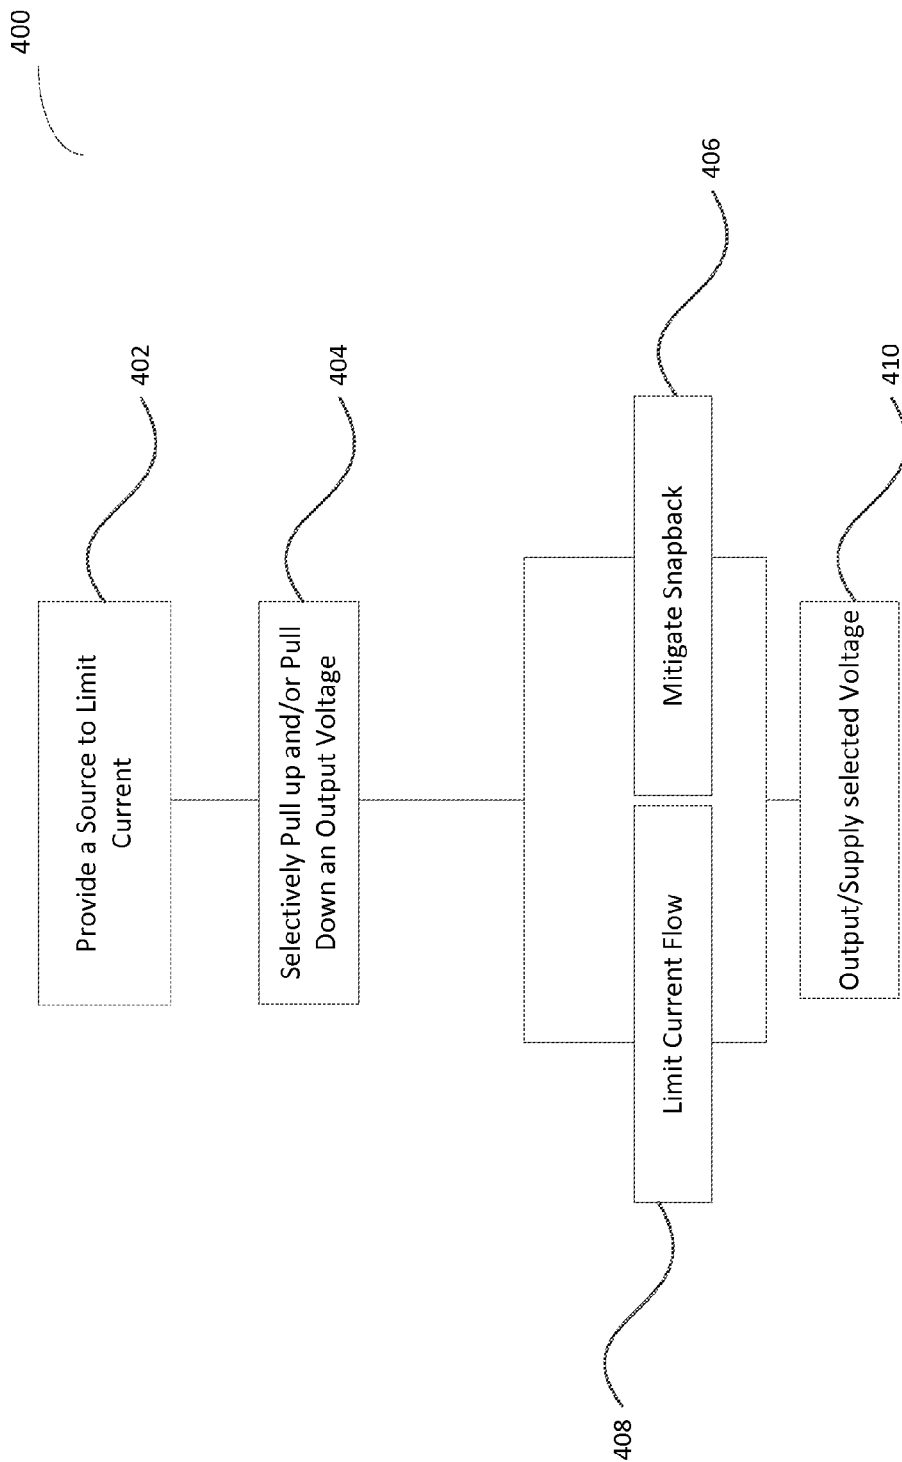 400
Provide a Source to Limit
Current
402
Selectively Pull up and/or Pull
Down an Output Voltage
404
Limit Current Flow
408
Mitigate Snapback
406
Output/Supply selected Voltage
410